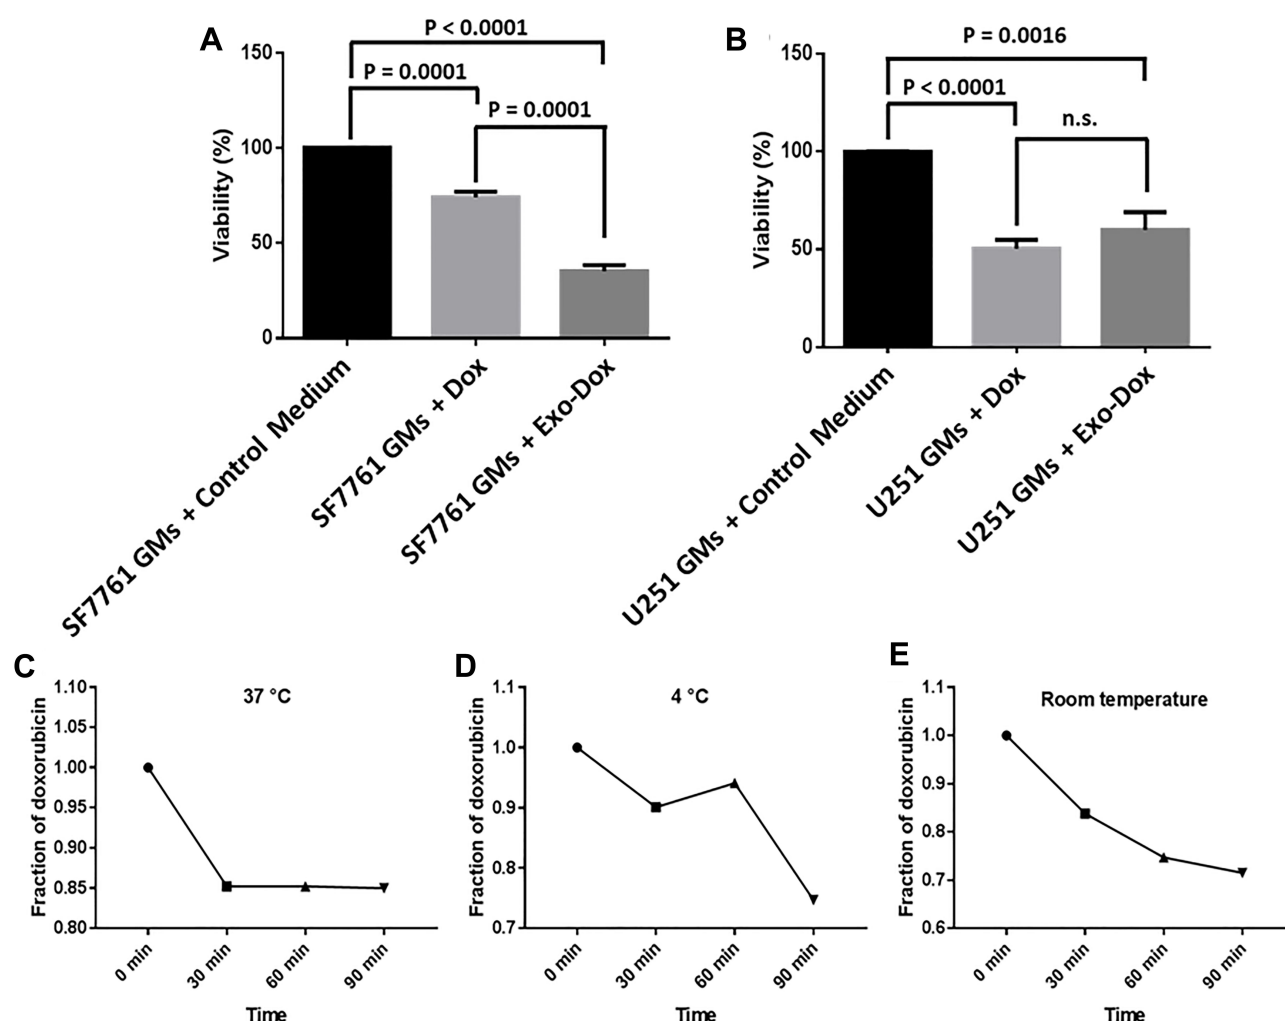 A
P < 0.0001
P = 0.0001
P = 0.0001
Viability (%)
150
100
50
0
SF7761 GMs + Control Medium
SF7761 GMs + Dox
SF7761 GMs + Exo-Dox
B
P = 0.0016
P < 0.0001
n.s.
Viability (%)
150
100
50
0
U251 GMs + Control Medium
U251 GMs + Dox
U251 GMs + Exo-Dox
C
37 °C
Fraction of doxorubicin
1.10
1.05
1.00
0.95
0.90
0.85
0.80
0 min
30 min
60 min
90 min
Time
D
4 °C
Fraction of doxorubicin
1.1
1.0
0.9
0.8
0.7
0 min
30 min
60 min
90 min
Time
E
Room temperature
Fraction of doxorubicin
1.1
1.0
0.9
0.8
0.7
0.6
0 min
30 min
60 min
90 min
Time